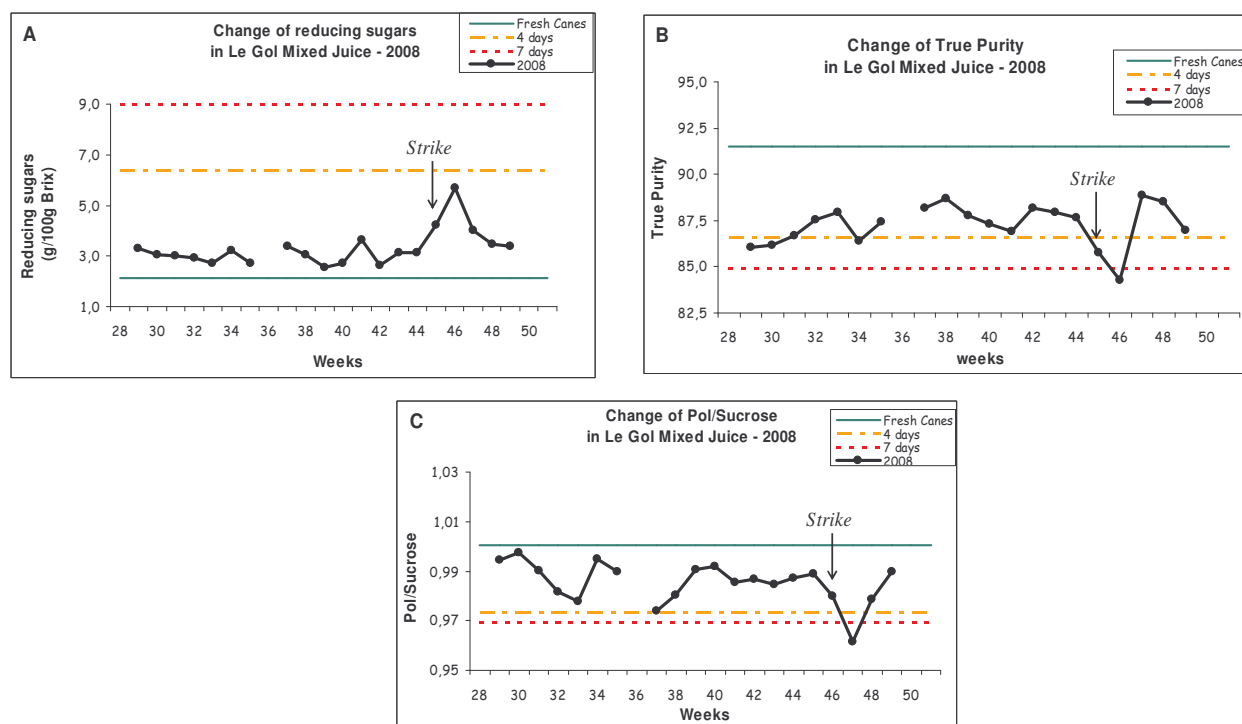 A
Change of reducing sugars
in Le Gol Mixed Juice - 2008
Fresh Canes
4 days
7 days
2008
Reducing sugars
(g/100g Brix)
9,0
7,0
5,0
3,0
1,0
Strike
28 30 32 34 36 38 40 42 44 46 48 50
Weeks
B
Change of True Purity
in Le Gol Mixed Juice - 2008
Fresh Canes
4 days
7 days
2008
True Purity
95,0
92,5
90,0
87,5
85,0
82,5
Strike
28 30 32 34 36 38 40 42 44 46 48 50
weeks
C
Change of Pol/Sucrose
in Le Gol Mixed Juice - 2008
Fresh Canes
4 days
7 days
2008
Pol/Sucrose
1,03
1,01
0,99
0,97
0,95
Strike
28 30 32 34 36 38 40 42 44 46 48 50
Weeks